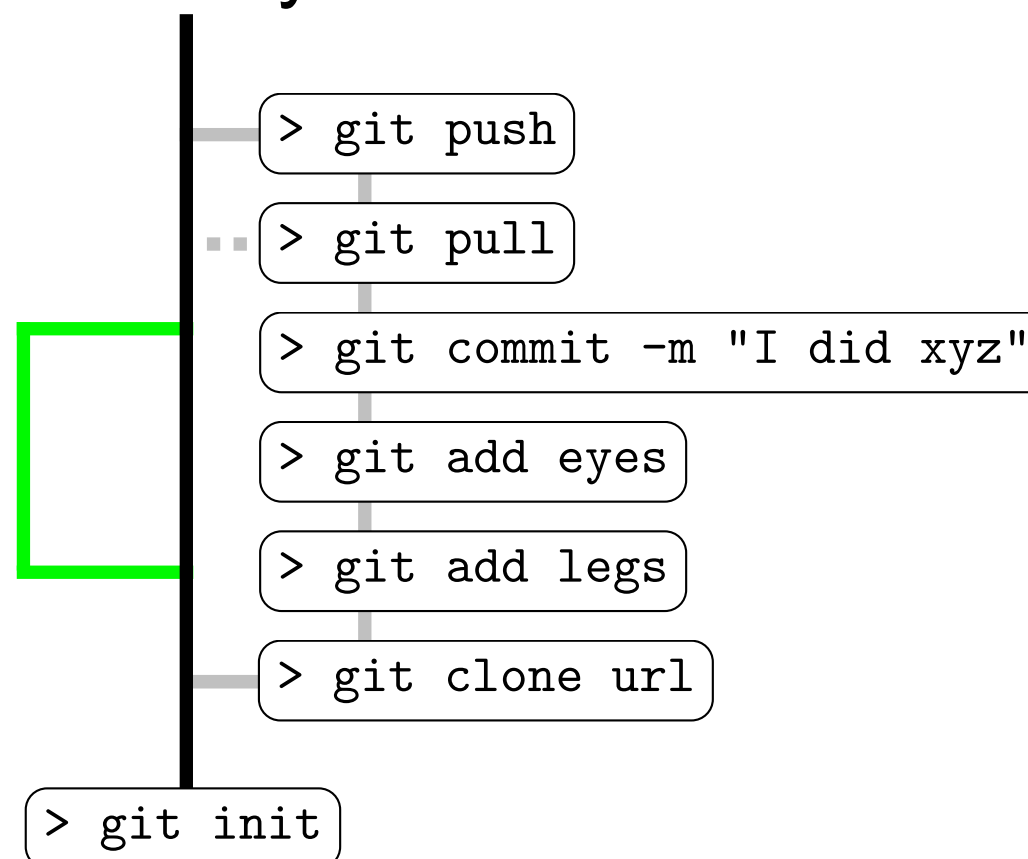 > git push
> git pull
> git commit -m "I did xyz"
> git add eyes
> git add legs
> git clone url
> git init